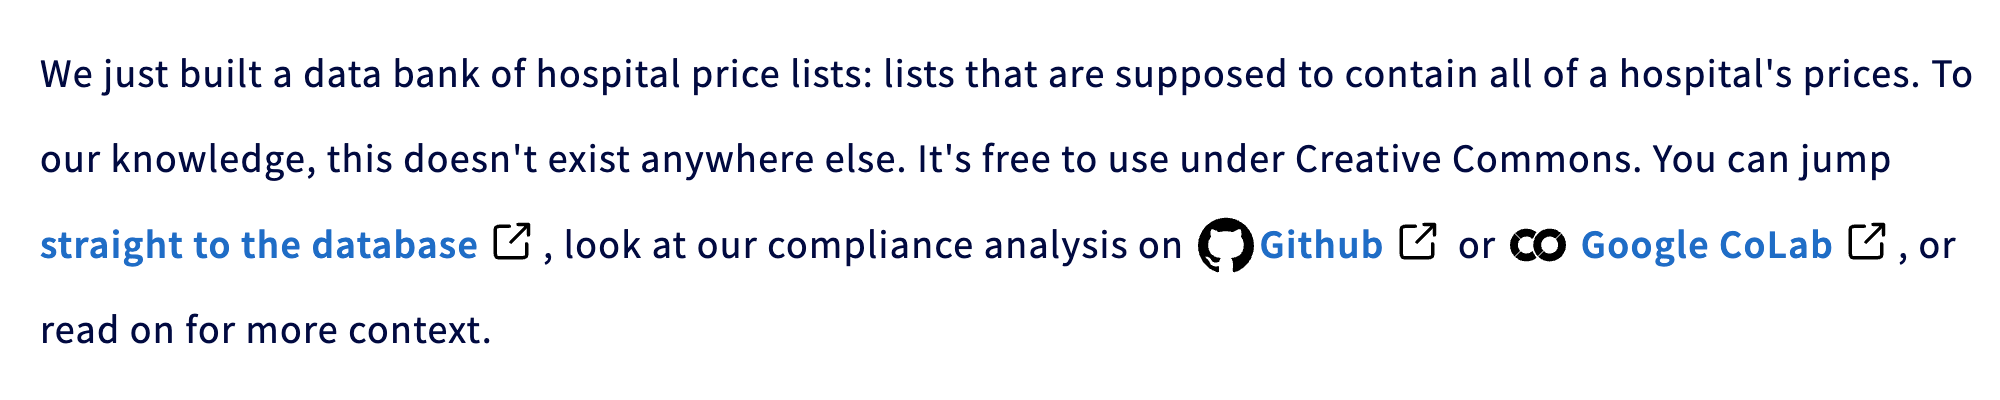 We just built a data bank of hospital price lists: lists that are supposed to contain all of a hospital's prices. To
our knowledge, this doesn't exist anywhere else. It's free to use under Creative Commons. You can jump
straight to the database , look at our compliance analysis on Github or Google CoLab , or
read on for more context.